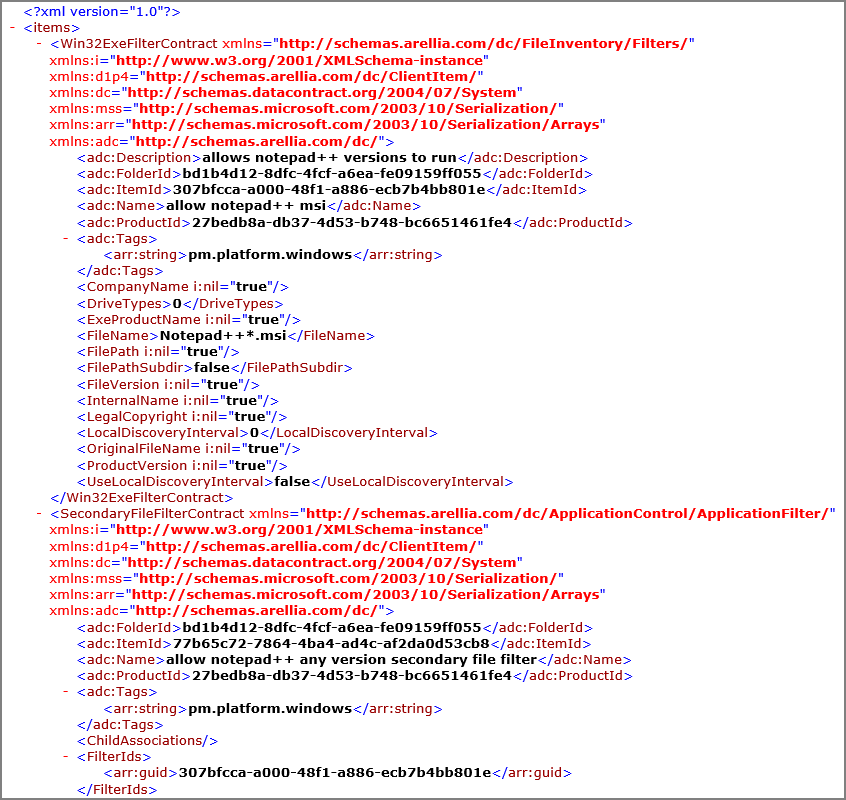 <?xml version="1.0"?>
- <items>
- <Win32ExeFilterContract xmlns="http://schemas.arellia.com/dc/FileInventory/Filters/"
xmlns:i="http://www.w3.org/2001/XMLSchema-instance"
xmlns:d1p4="http://schemas.arellia.com/dc/ClientItem/"
xmlns:dc="http://schemas.datacontract.org/2004/07/System"
xmlns:mss="http://schemas.microsoft.com/2003/10/Serialization/"
xmlns:arr="http://schemas.microsoft.com/2003/10/Serialization/Arrays"
xmlns:adc="http://schemas.arellia.com/dc/">
<adc:Description>allows notepad++ versions to run</adc:Description>
<adc:FolderId>bd1b4d12-8dfc-4fcf-a6ea-fe09159ff055</adc:FolderId>
<adc:ItemId>307bfcca-a000-48f1-a886-ecb7b4bb801e</adc:ItemId>
<adc:Name>allow notepad++ msi</adc:Name>
<adc:ProductId>27bedb8a-db37-4d53-b748-bc6651461fe4</adc:ProductId>
- <adc:Tags>
<arr:string>pm.platform.windows</arr:string>
</adc:Tags>
<CompanyName i:nil="true"/>
<DriveTypes>0</DriveTypes>
<ExeProductName i:nil="true"/>
<FileName>Notepad++*.msi</FileName>
<FilePath i:nil="true"/>
<FilePathSubdir>false</FilePathSubdir>
<FileVersion i:nil="true"/>
<InternalName i:nil="true"/>
<LegalCopyright i:nil="true"/>
<LocalDiscoveryInterval>0</LocalDiscoveryInterval>
<OriginalFileName i:nil="true"/>
<ProductVersion i:nil="true"/>
<UseLocalDiscoveryInterval>false</UseLocalDiscoveryInterval>
</Win32ExeFilterContract>
- <SecondaryFileFilterContract xmlns="http://schemas.arellia.com/dc/ApplicationControl/ApplicationFilter/"
xmlns:i="http://www.w3.org/2001/XMLSchema-instance"
xmlns:d1p4="http://schemas.arellia.com/dc/ClientItem/"
xmlns:dc="http://schemas.datacontract.org/2004/07/System"
xmlns:mss="http://schemas.microsoft.com/2003/10/Serialization/"
xmlns:arr="http://schemas.microsoft.com/2003/10/Serialization/Arrays"
xmlns:adc="http://schemas.arellia.com/dc/">
<adc:FolderId>bd1b4d12-8dfc-4fcf-a6ea-fe09159ff055</adc:FolderId>
<adc:ItemId>77b65c72-7864-4ba4-ad4c-af2da0d53cb8</adc:ItemId>
<adc:Name>allow notepad++ any version secondary file filter</adc:Name>
<adc:ProductId>27bedb8a-db37-4d53-b748-bc6651461fe4</adc:ProductId>
- <adc:Tags>
<arr:string>pm.platform.windows</arr:string>
</adc:Tags>
<ChildAssociations/>
- <FilterIds>
<arr:guid>307bfcca-a000-48f1-a886-ecb7b4bb801e</arr:guid>
</FilterIds>